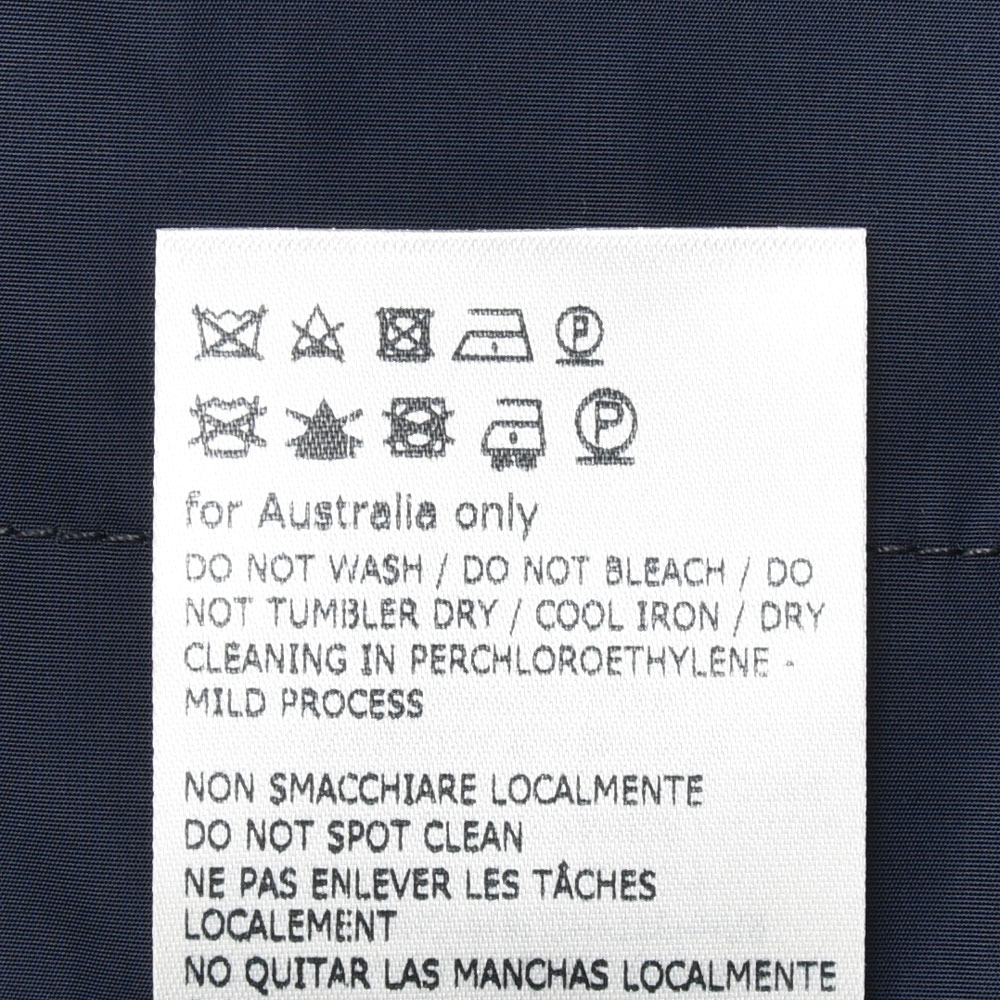 P
P
for Australia only
DO NOT WASH / DO NOT BLEACH / DO
NOT TUMBLER DRY / COOL IRON / DRY
CLEANING IN PERCHLOROETHYLENE -
MILD PROCESS
NON SMACCHIARE LOCALMENTE
DO NOT SPOT CLEAN
NE PAS ENLEVER LES TÂCHES
LOCALEMENT
NO QUITAR LAS MANCHAS LOCALMENTE